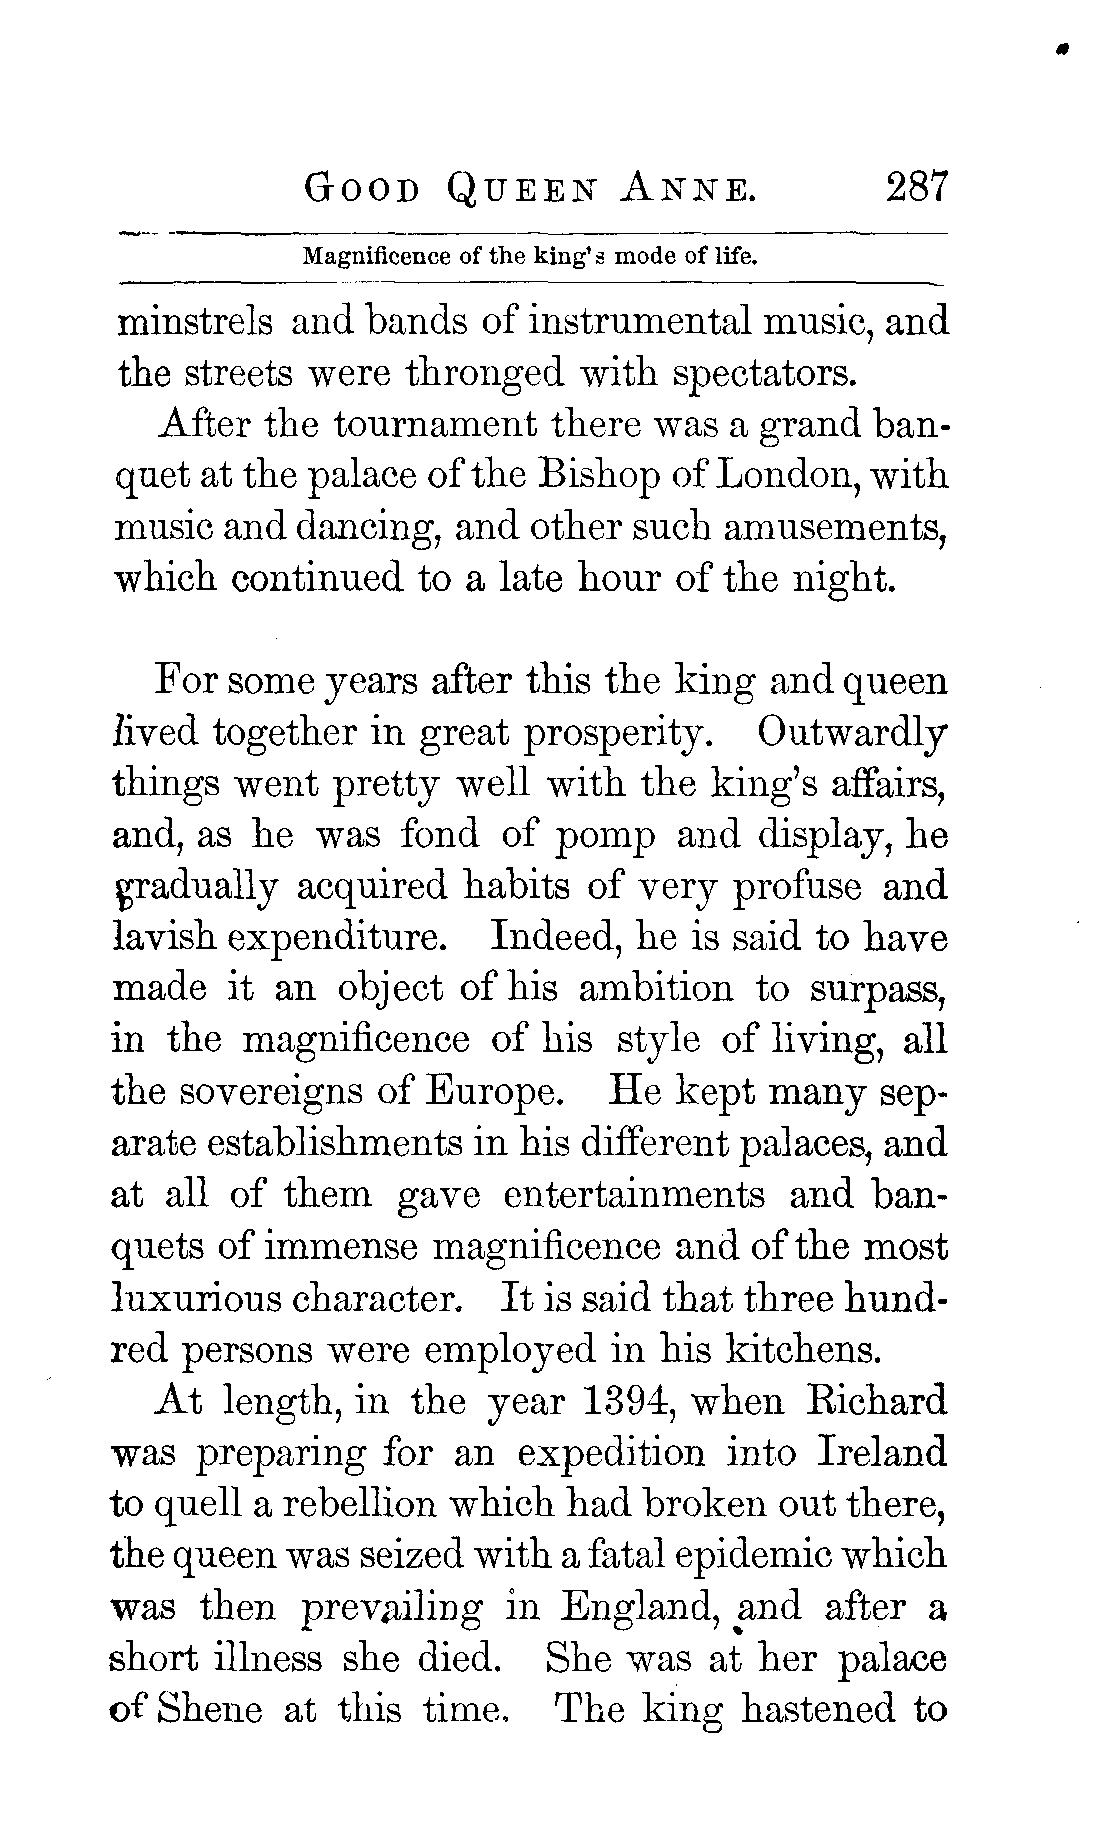 GOOD QUEEN ANNE. 287
Magnificence of the king's mode of life.
minstrels and bands of instrumental music, and
the streets were thronged with spectators.
After the tournament there was a grand ban-
quet at the palace of the Bishop of London, with
music and dancing, and other such amusements,
which continued to a late hour of the night.
For some years after this the king and queen
lived together in great prosperity. Outwardly
things went pretty well with the king's affairs,
and, as he was fond of pomp and display, he
gradually acquired habits of very profuse and
lavish expenditure. Indeed, he is said to have
made it an object of his ambition to surpass,
in the magnificence of his style of living, all
the sovereigns of Europe. He kept many sep-
arate establishments in his different palaces, and
at all of them gave entertainments and ban-
quets of immense magnificence and of the most
luxurious character. It is said that three hund-
red persons were employed in his kitchens.
At length, in the year 1394, when Richard
was preparing for an expedition into Ireland
to quell a rebellion which had broken out there,
the queen was seized with a fatal epidemic which
was then prevailing in England, and after a
short illness she died. She was at her palace
of Shene at this time. The king hastened to